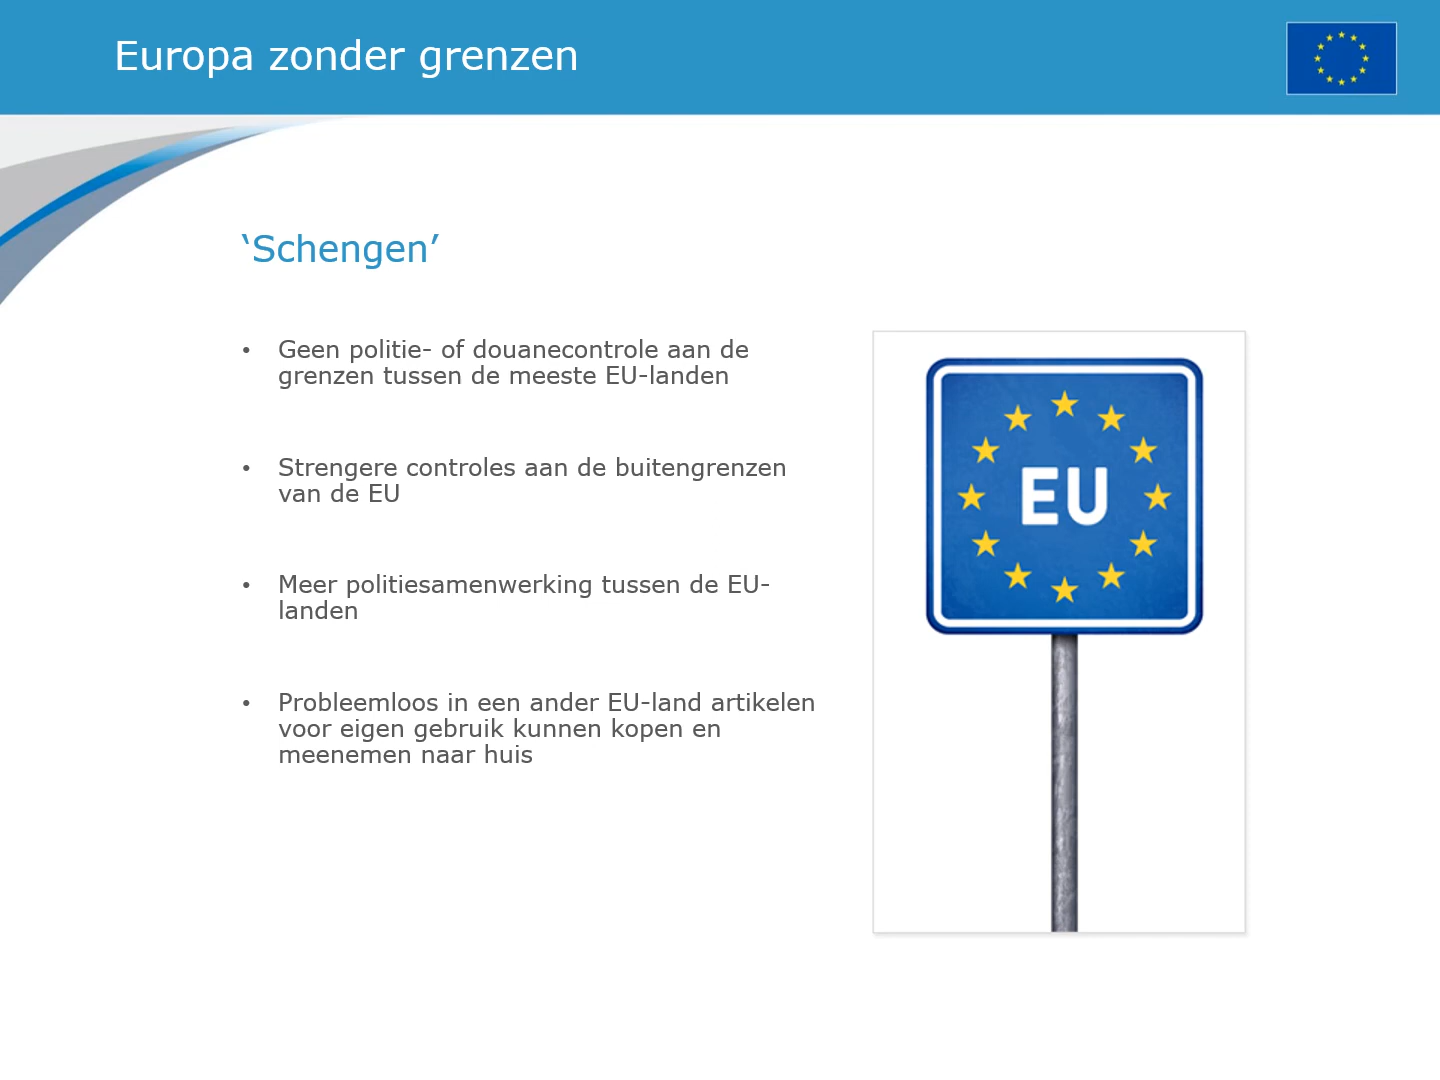 Europa zonder grenzen
‘Schengen’
• Geen politie- of douanecontrole aan de
grenzen tussen de meeste EU-landen
• Strengere controles aan de buitengrenzen
van de EU
• Meer politiesamenwerking tussen de EU-
landen
• Probleemloos in een ander EU-land artikelen
voor eigen gebruik kunnen kopen en
meenemen naar huis
EU